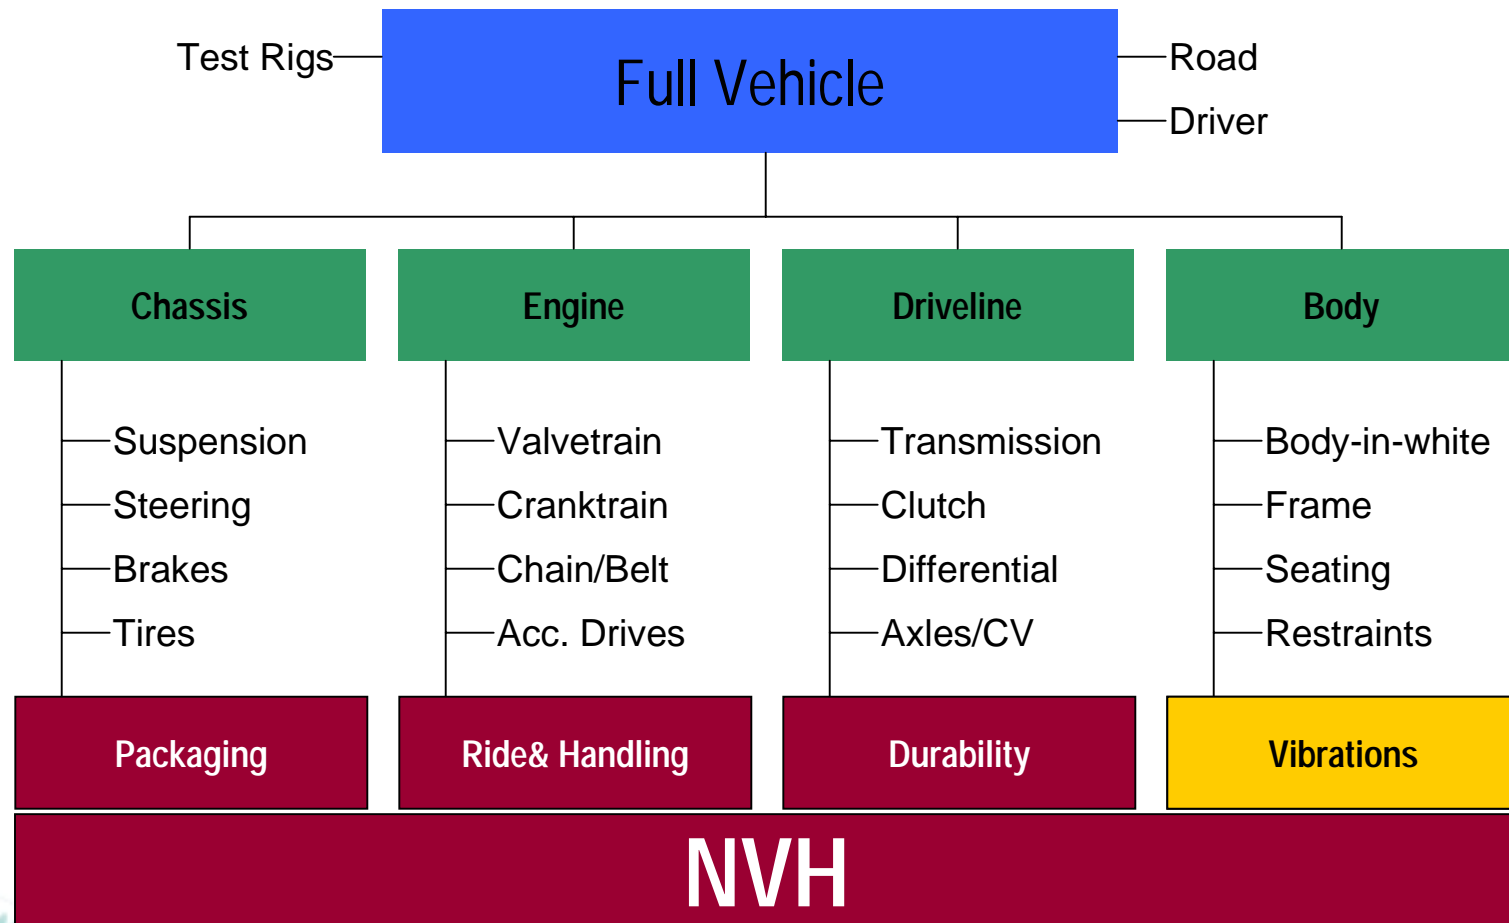 Test Rigs
Full Vehicle
Road
Driver
Chassis
Engine
Driveline
Body
Suspension
Steering
Brakes
Tires
Valvetrain
Cranktrain
Chain/Belt
Acc. Drives
Transmission
Clutch
Differential
Axles/CV
Body-in-white
Frame
Seating
Restraints
Packaging
Ride& Handling
Durability
Vibrations
NVH